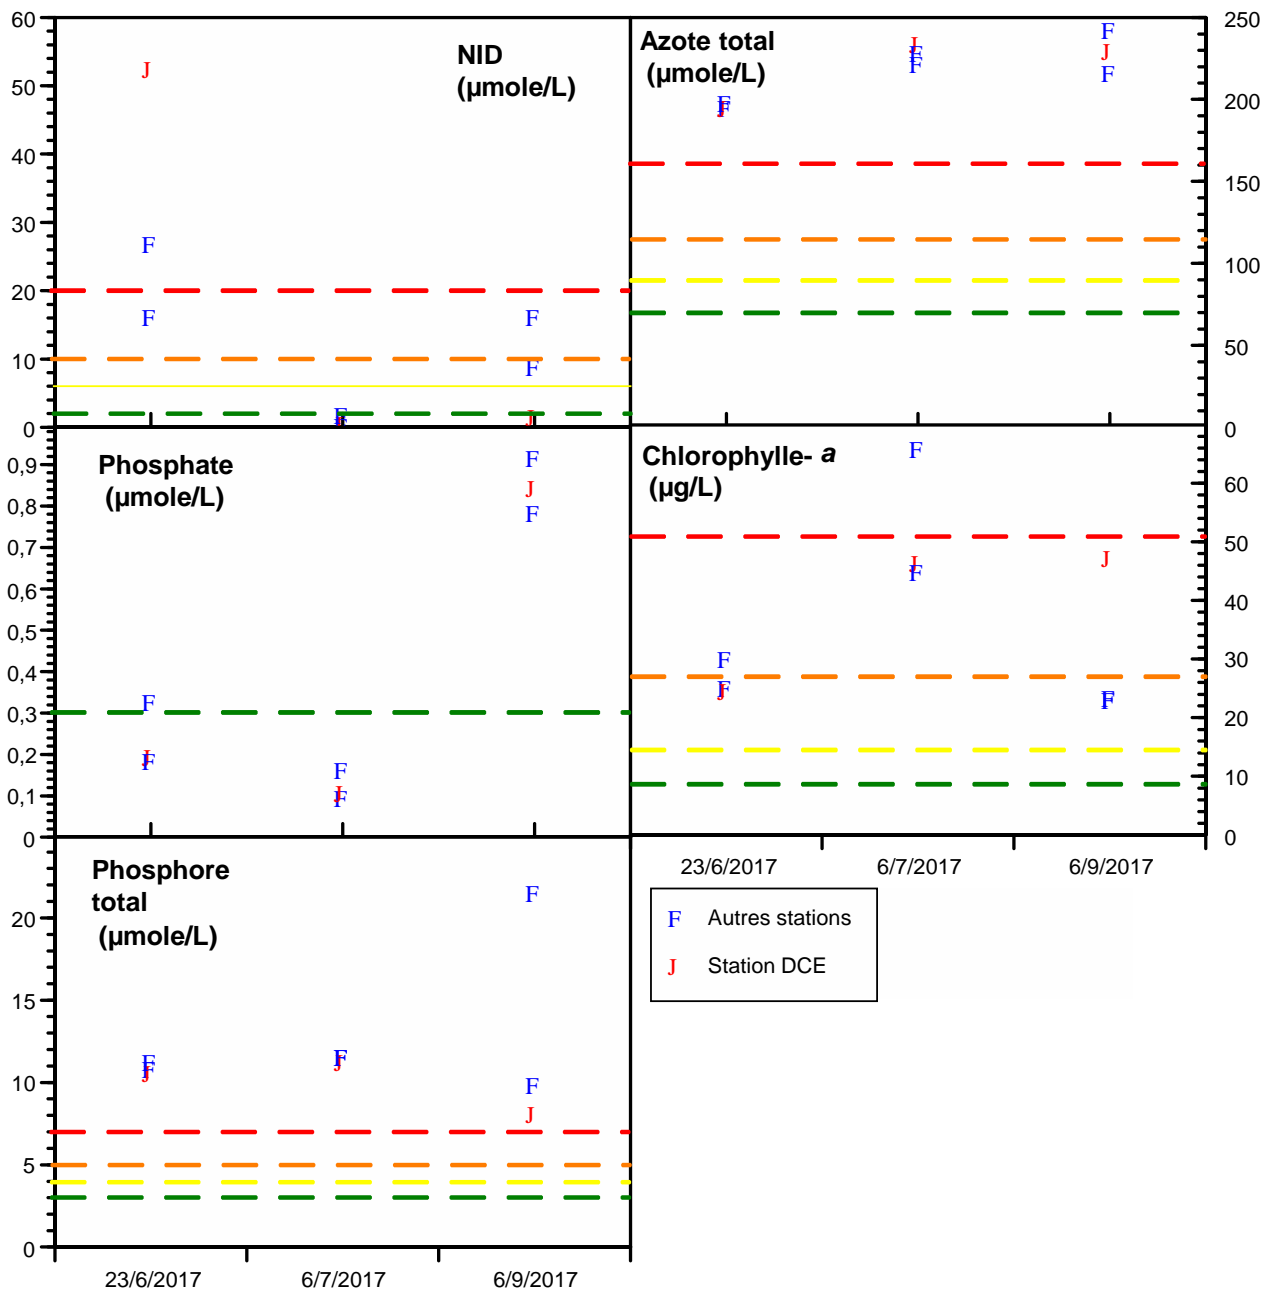 60
50
40
30
20
10
0
NID
(µmole/L)
F
F
F
F
F
F
J
J
J
Azote total
(µmole/L)
250
200
150
100
50
0
F
F
F
F
F
F
J
J
J
Phosphate
(µmole/L)
0,9
0,8
0,7
0,6
0,5
0,4
0,3
0,2
0,1
0
F
F
F
F
F
F
J
J
J
Chlorophylle- a
(µg/L)
60
50
40
30
20
10
0
F
F
F
F
F
F
J
J
J
23/6/2017 6/7/2017 6/9/2017
Phosphore
total
(µmole/L)
20
15
10
5
0
F
F
F
F
F
F
J
J
J
23/6/2017 6/7/2017 6/9/2017
F Autres stations
J Station DCE